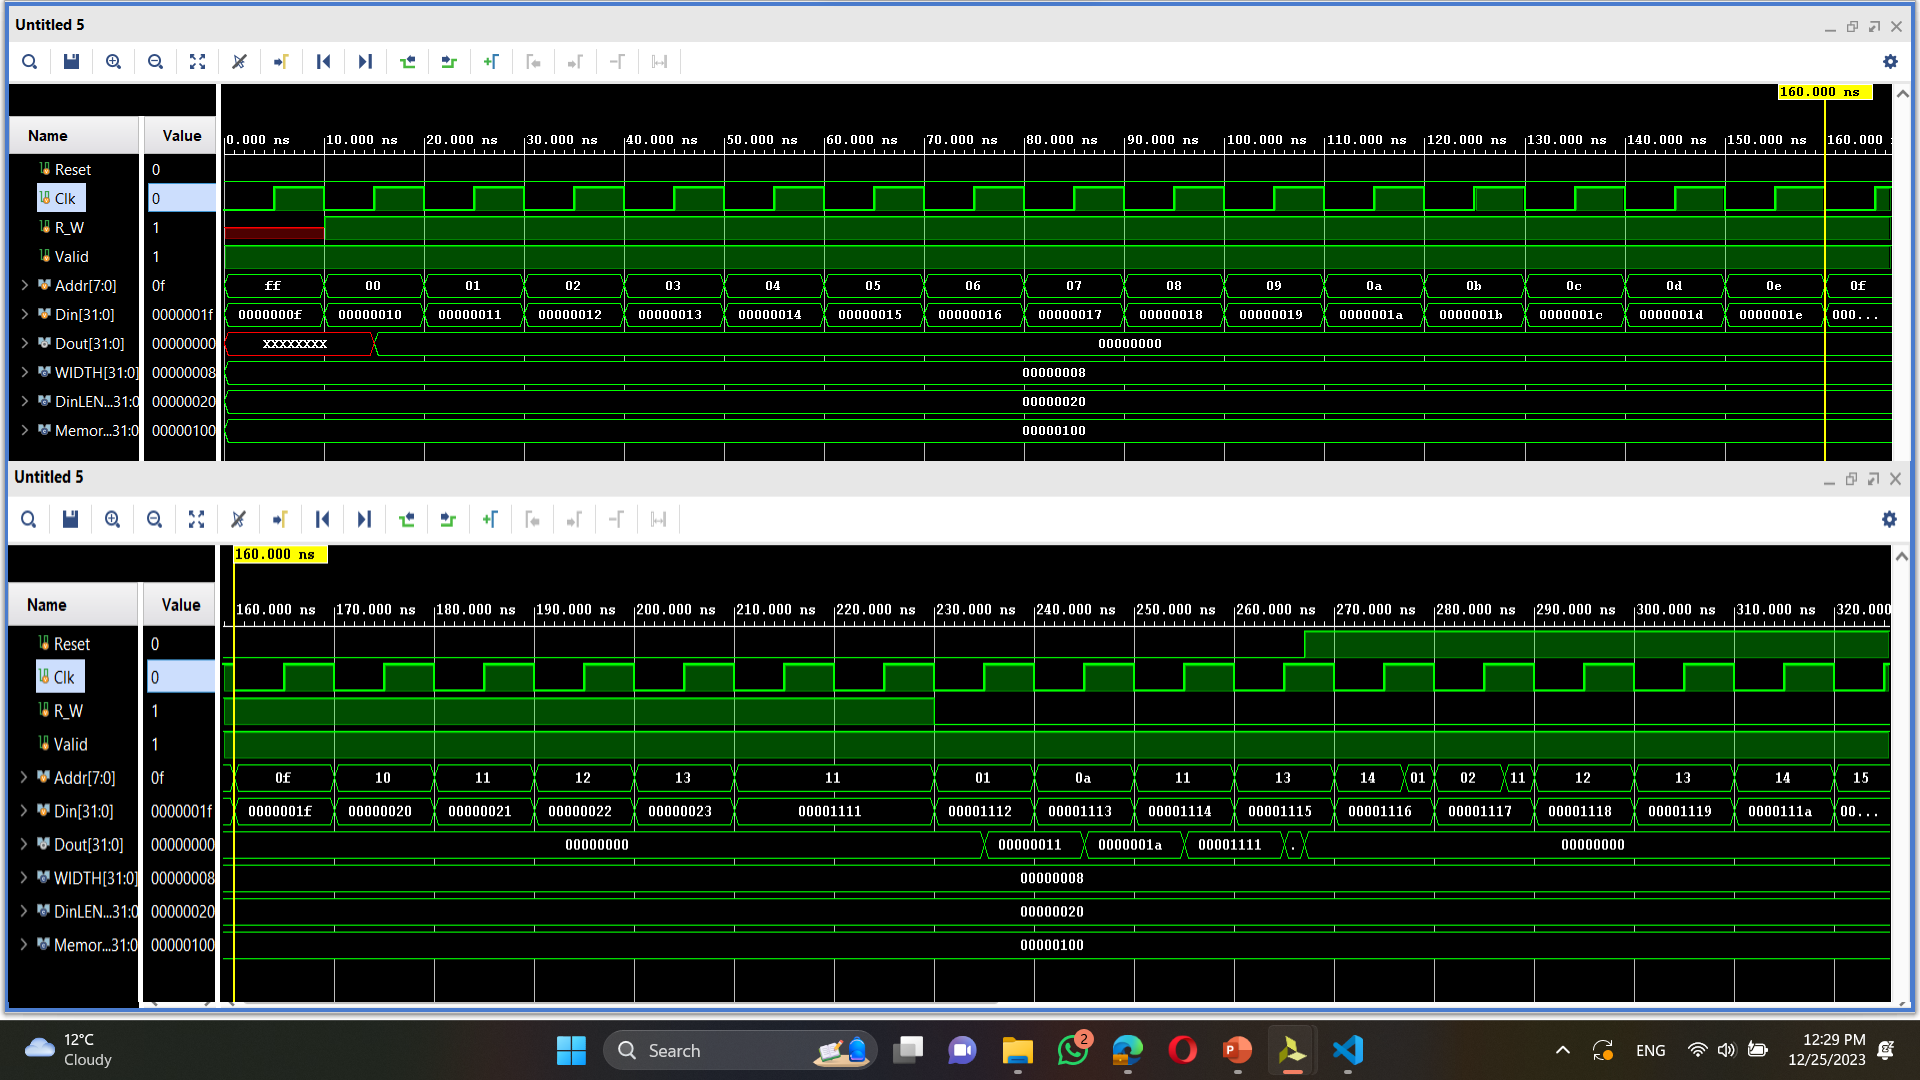 Untitled 5
160.000 ns
Name Value 0.000 ns 10.000 ns 20.000 ns 30.000 ns 40.000 ns 50.000 ns 60.000 ns 70.000 ns 80.000 ns 90.000 ns 100.000 ns 110.000 ns 120.000 ns 130.000 ns 140.000 ns 150.000 ns 160.000
Reset 0
Clk 0
R_W 1
Valid 1
Addr[7:0] 0f ff 00 01 02 03 04 05 06 07 08 09 0a 0b 0c 0d 0e 0f
Din[31:0] 0000001f 0000000f 00000010 00000011 00000012 00000013 00000014 00000015 00000016 00000017 00000018 00000019 0000001a 0000001b 0000001c 0000001d 0000001e 000...
Dout[31:0] 00000000 XXXXXXXX 00000000
WIDTH[31:0] 00000008 00000008
DinLEN...31:0 00000020 00000020
Memor...31:0 00000100 00000100
Untitled 5
160.000 ns
Name Value 160.000 ns 170.000 ns 180.000 ns 190.000 ns 200.000 ns 210.000 ns 220.000 ns 230.000 ns 240.000 ns 250.000 ns 260.000 ns 270.000 ns 280.000 ns 290.000 ns 300.000 ns 310.000 ns 320.000
Reset 0
Clk 0
R_W 1
Valid 1
Addr[7:0] 0f 0f 10 11 12 13 11 01 0a 11 13 14 01 02 11 12 13 14 15
Din[31:0] 0000001f 0000001f 00000020 00000021 00000022 00000023 00001111 00001112 00001113 00001114 00001115 00001116 00001117 00001118 00001119 0000111a 00...
Dout[31:0] 00000000 00000000 00000011 0000001a 00001111 . 00000000
WIDTH[31:0] 00000008 00000008
DinLEN...31:0 00000020 00000020
Memor...31:0 00000100 00000100
12°C
Cloudy
Search
2
ENG
12:29 PM
12/25/2023